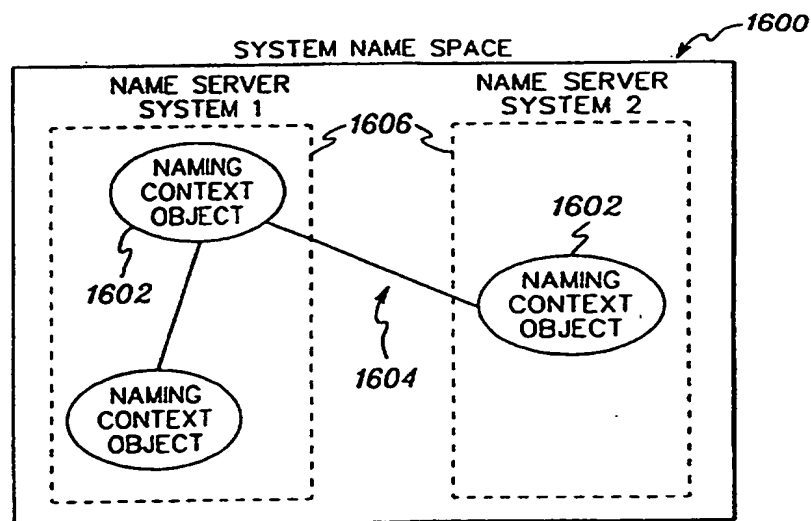 1600
SYSTEM NAME SPACE
NAME SERVER
SYSTEM 1
1606
NAME SERVER
SYSTEM 2
NAMING
CONTEXT
OBJECT
1602
1602
NAMING
CONTEXT
OBJECT
1604
NAMING
CONTEXT
OBJECT